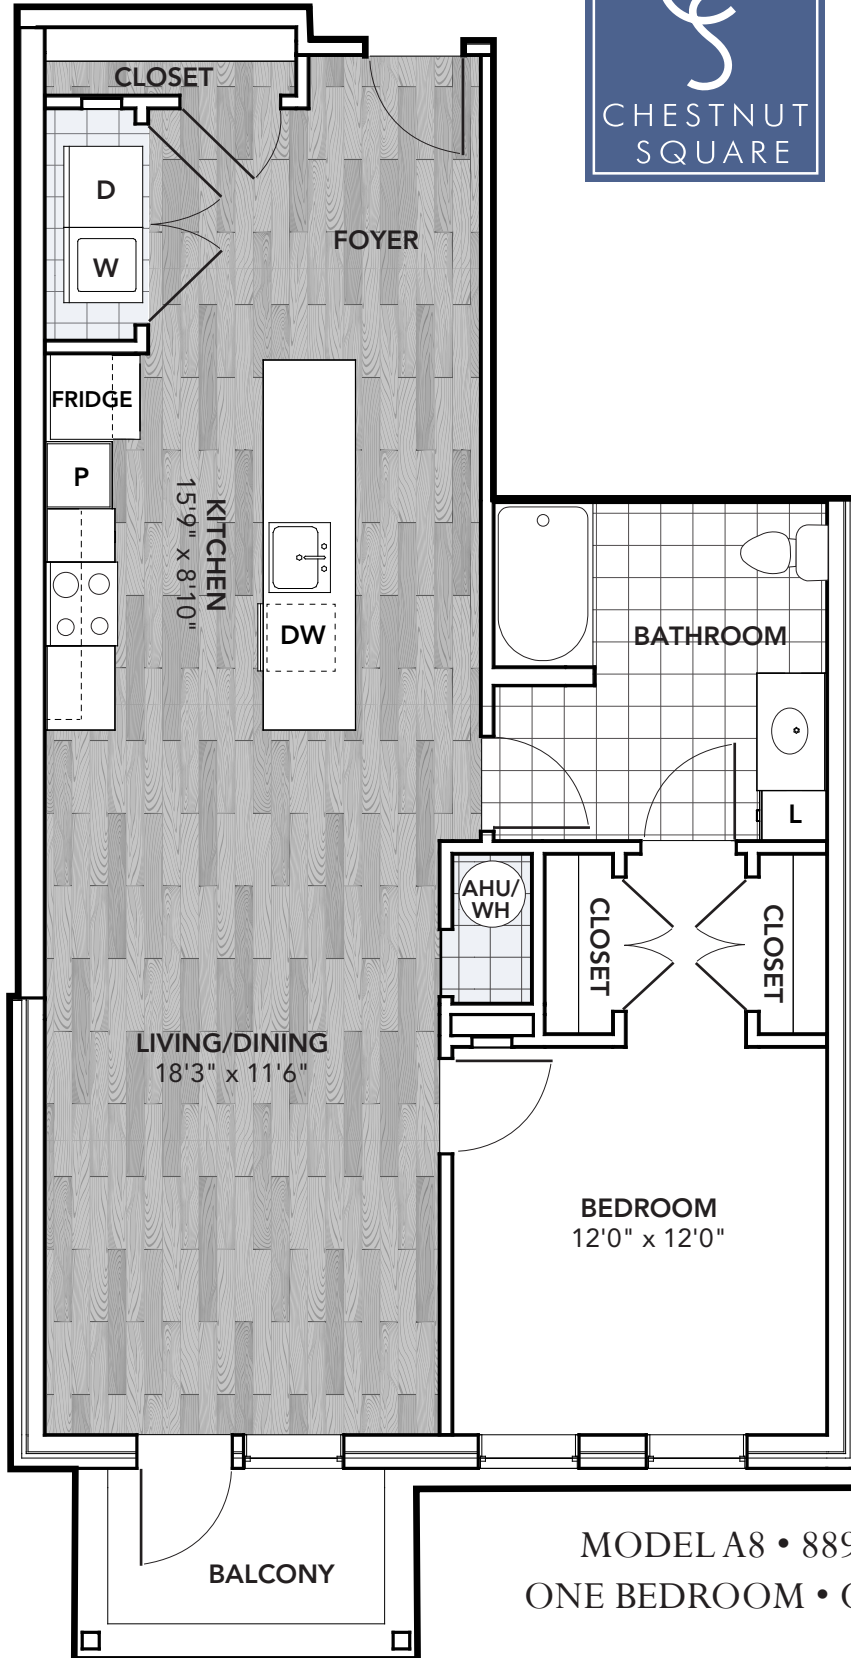 CHESTNUT
SQUARE
CLOSET
D
W
FOYER
FRIDGE
P
KITCHEN
15'9" x 8'10"
DW
BATHROOM
L
AHU/
WH
CLOSET
CLOSET
LIVING/DINING
18'3" x 11'6"
BEDROOM
12'0" x 12'0"
BALCONY
MODEL A8 • 889
ONE BEDROOM •